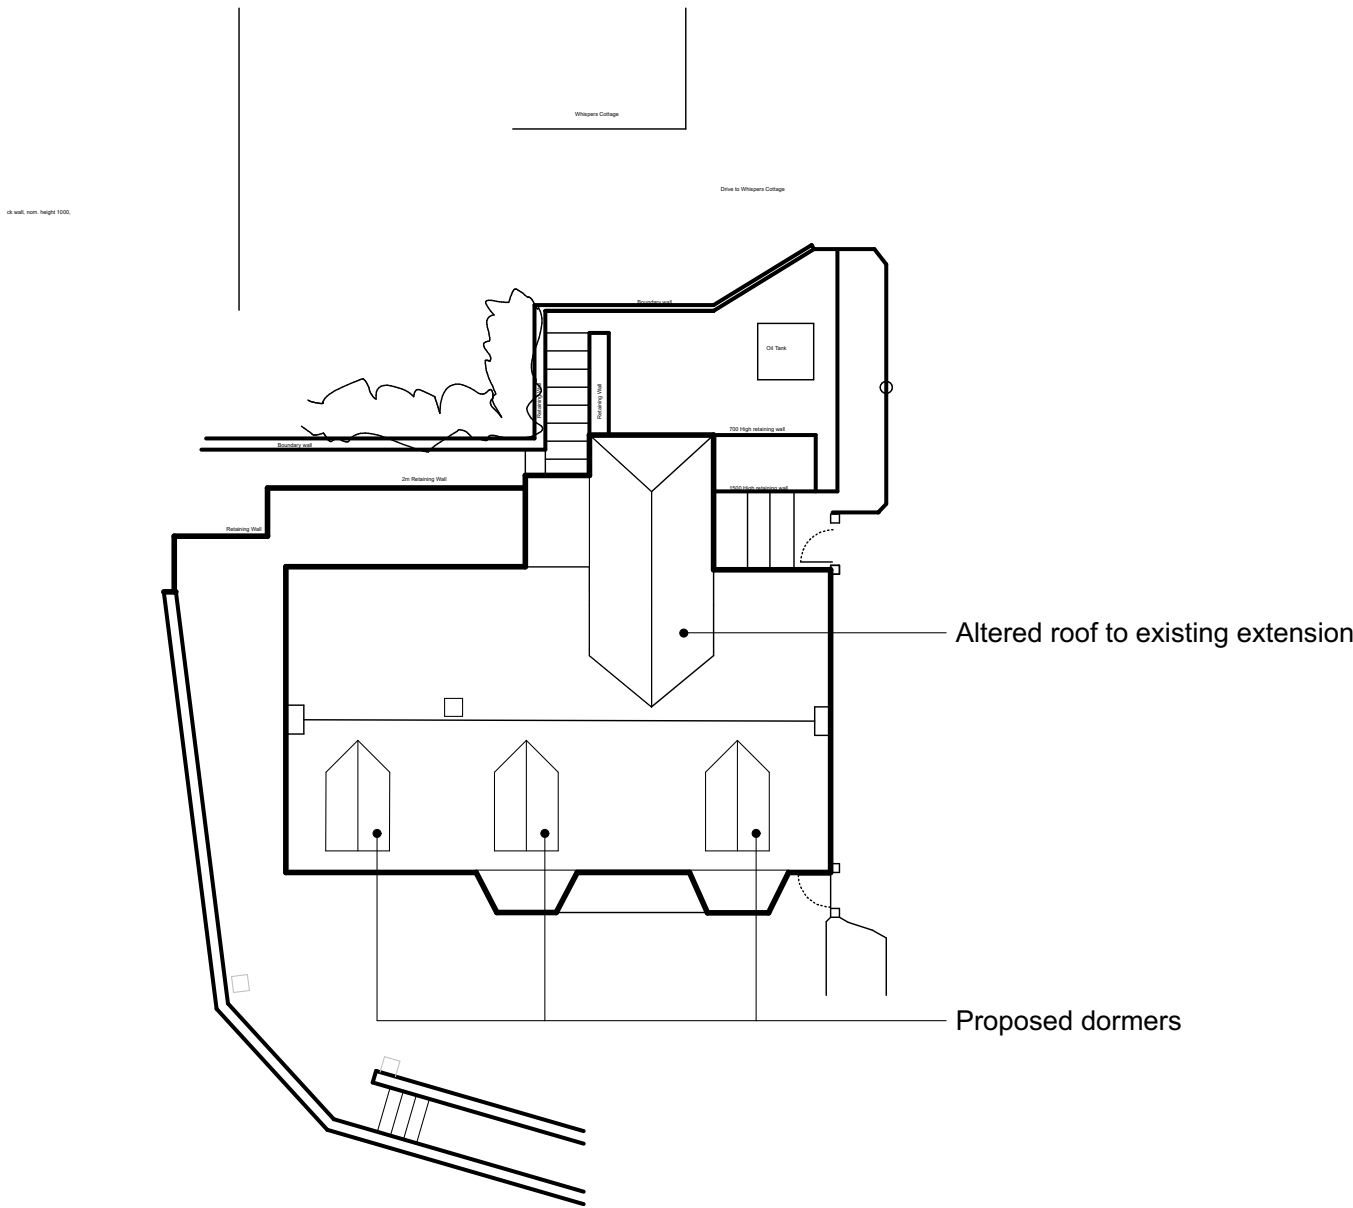 Whispers Cottage
Drive to Whispers Cottage
ck wall, nom. height 1000,
Boundary wall
Oil Tank
Retaining Wall
Retaining Wall
700 High retaining wall
Boundary wall
2m Retaining Wall
1500 High retaining wall
Retaining Wall
Altered roof to existing extension
Proposed dormers